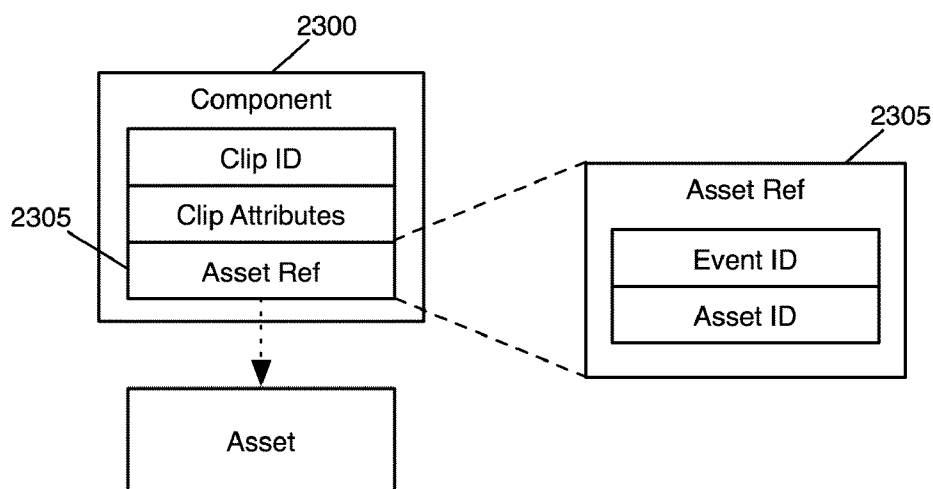 2300
Component
Clip ID
Clip Attributes
2305
Asset Ref
Asset
2305
Asset Ref
Event ID
Asset ID